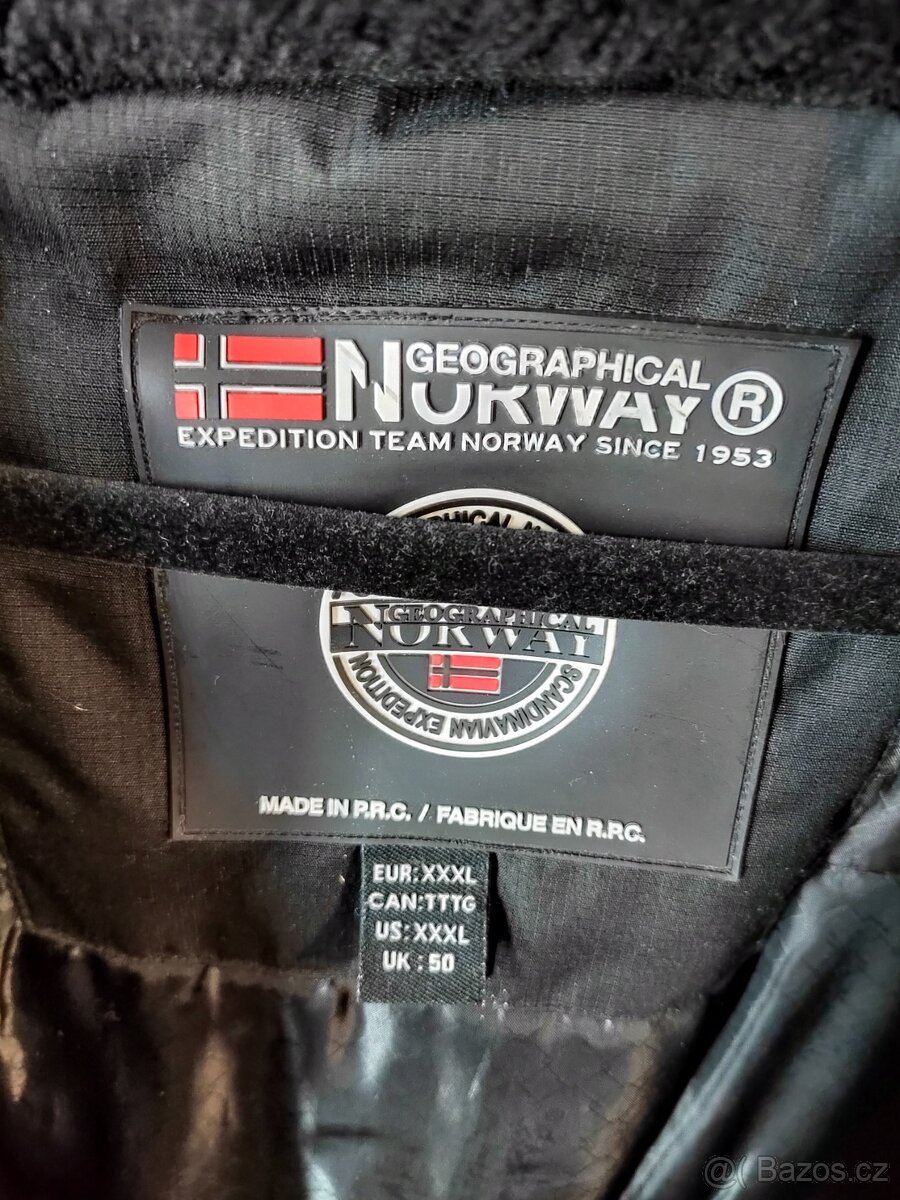 GEOGRAPHICAL
NORWAY ®
EXPEDITION TEAM NORWAY SINCE 1953
GEOGRAPHICAL
NORWAY
SCANDINAVIAN EXPEDITION
MADE IN P.R.C. / FABRIQUE EN R.P.C.
EUR:XXXL
CAN:TTTG
US:XXXL
UK:50
@( Bazos.cz